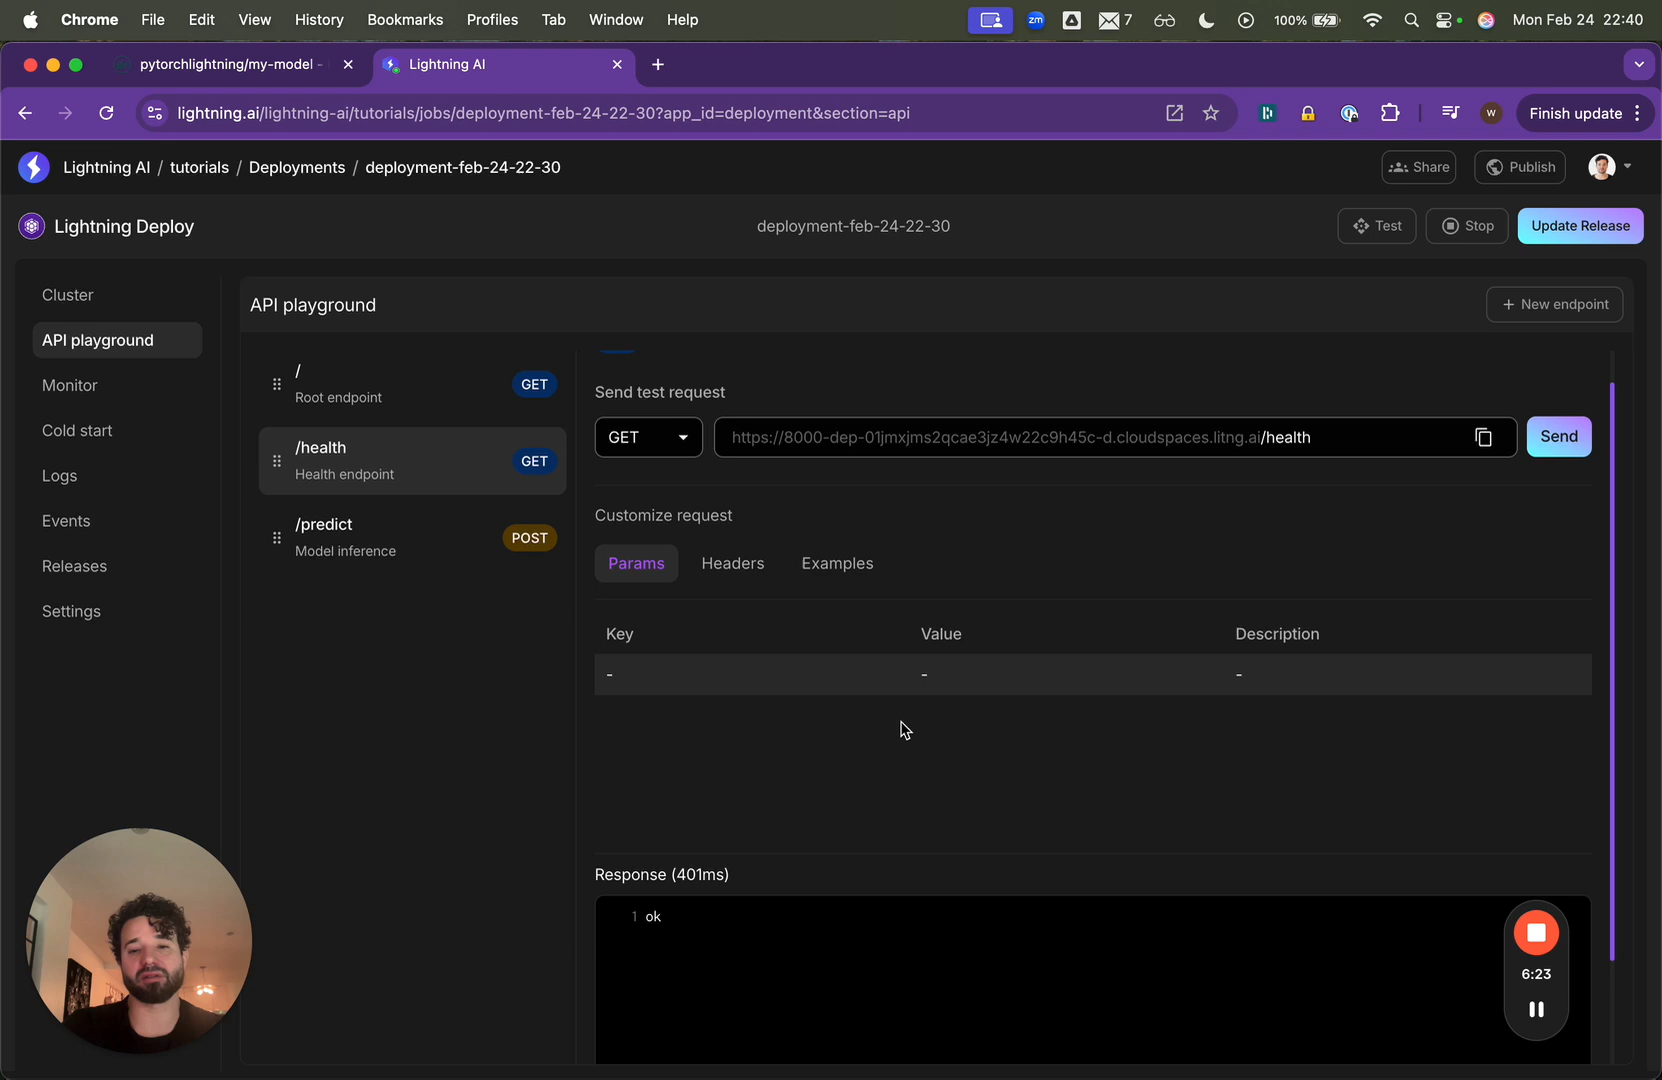 Chrome File Edit View History Bookmarks Profiles Tab Window Help zm 7 100% Mon Feb 24 22:40
pytorchlightning/my-model - Lightning AI
lightning.ai/lightning-ai/tutorials/jobs/deployment-feb-24-22-30?app_id=deployment&section=api W Finish update
Lightning AI / tutorials / Deployments / deployment-feb-24-22-30 Share Publish
Lightning Deploy deployment-feb-24-22-30 Test Stop Update Release
Cluster
API playground
Monitor
Cold start
Logs
Events
Releases
Settings
API playground + New endpoint
/
Root endpoint GET
/health
Health endpoint GET
/predict
Model inference POST
Send test request
GET https://8000-dep-01jmxjms2qcae3jz4w22c9h45c-d.cloudspaces.litng.ai/health Send
Customize request
Params Headers Examples
Key Value Description
- - -
Response (401ms)
1 ok
6:23